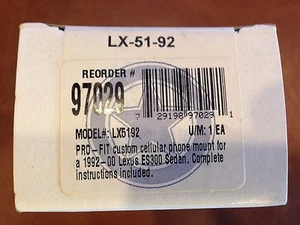 LX-51-92
REORDER #
97029
7 29198 97029 1
MODEL#: LX5192 U/M: 1 EA
PRO-FIT custom cellular phone mount for
a 1992-00 Lexus ES300 Sedan. Complete
instructions included.